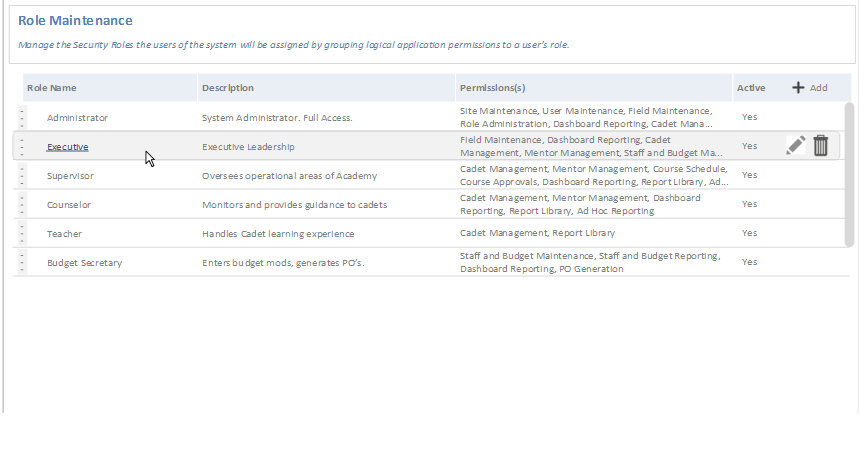 Role Maintenance
Manage the Security Roles the users of the system will be assigned by grouping logical application permissions to a user's role.
Role Name Description Permissions(s) Active Add
Administrator System Administrator. Full Access. Site Maintenance, User Maintenance, Field Maintenance, Yes
Role Administration, Dashboard Reporting, Cadet Mana...
Executive Executive Leadership Field Maintenance, Dashboard Reporting, Cadet Yes
Management, Mentor Management, Staff and Budget Ma...
Supervisor Oversees operational areas of Academy Cadet Management, Mentor Management, Course Schedule, Yes
Course Approvals, Dashboard Reporting, Report Library, Ad...
Counselor Monitors and provides guidance to cadets Cadet Management, Mentor Management, Dashboard Yes
Reporting, Report Library, Ad Hoc Reporting
Teacher Handles Cadet learning experience Cadet Management, Report Library Yes
Budget Secretary Enters budget mods, generates PO's. Staff and Budget Maintenance, Staff and Budget Reporting, Yes
Dashboard Reporting, PO Generation